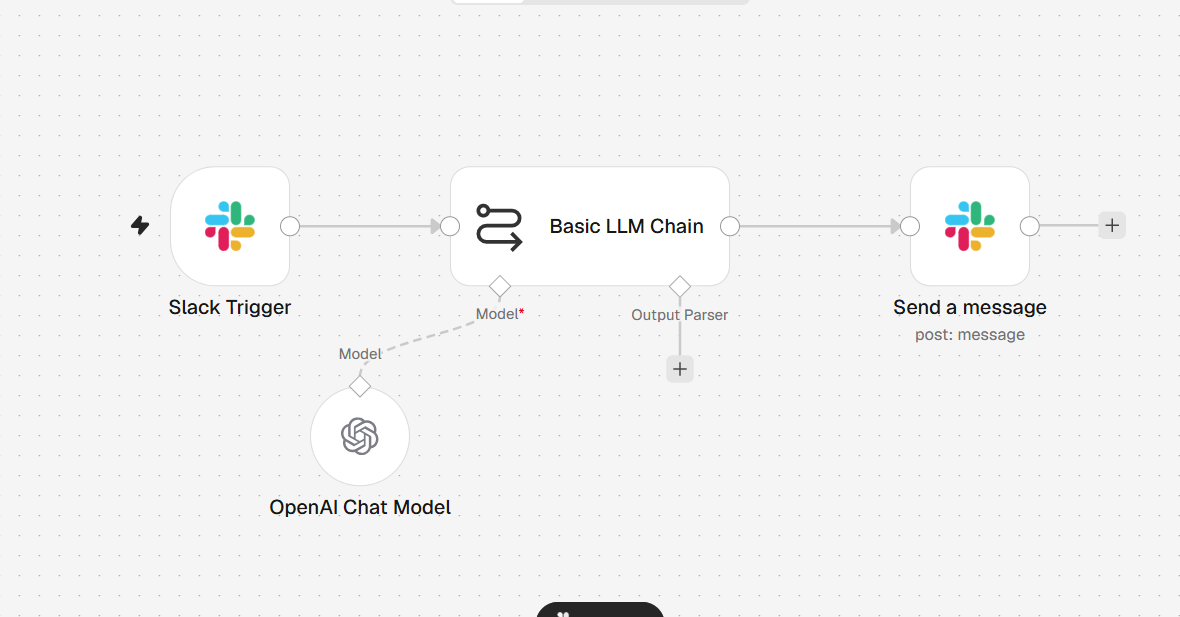 Basic LLM Chain
Slack Trigger
Model*
Output Parser
Send a message
post: message
Model
OpenAI Chat Model